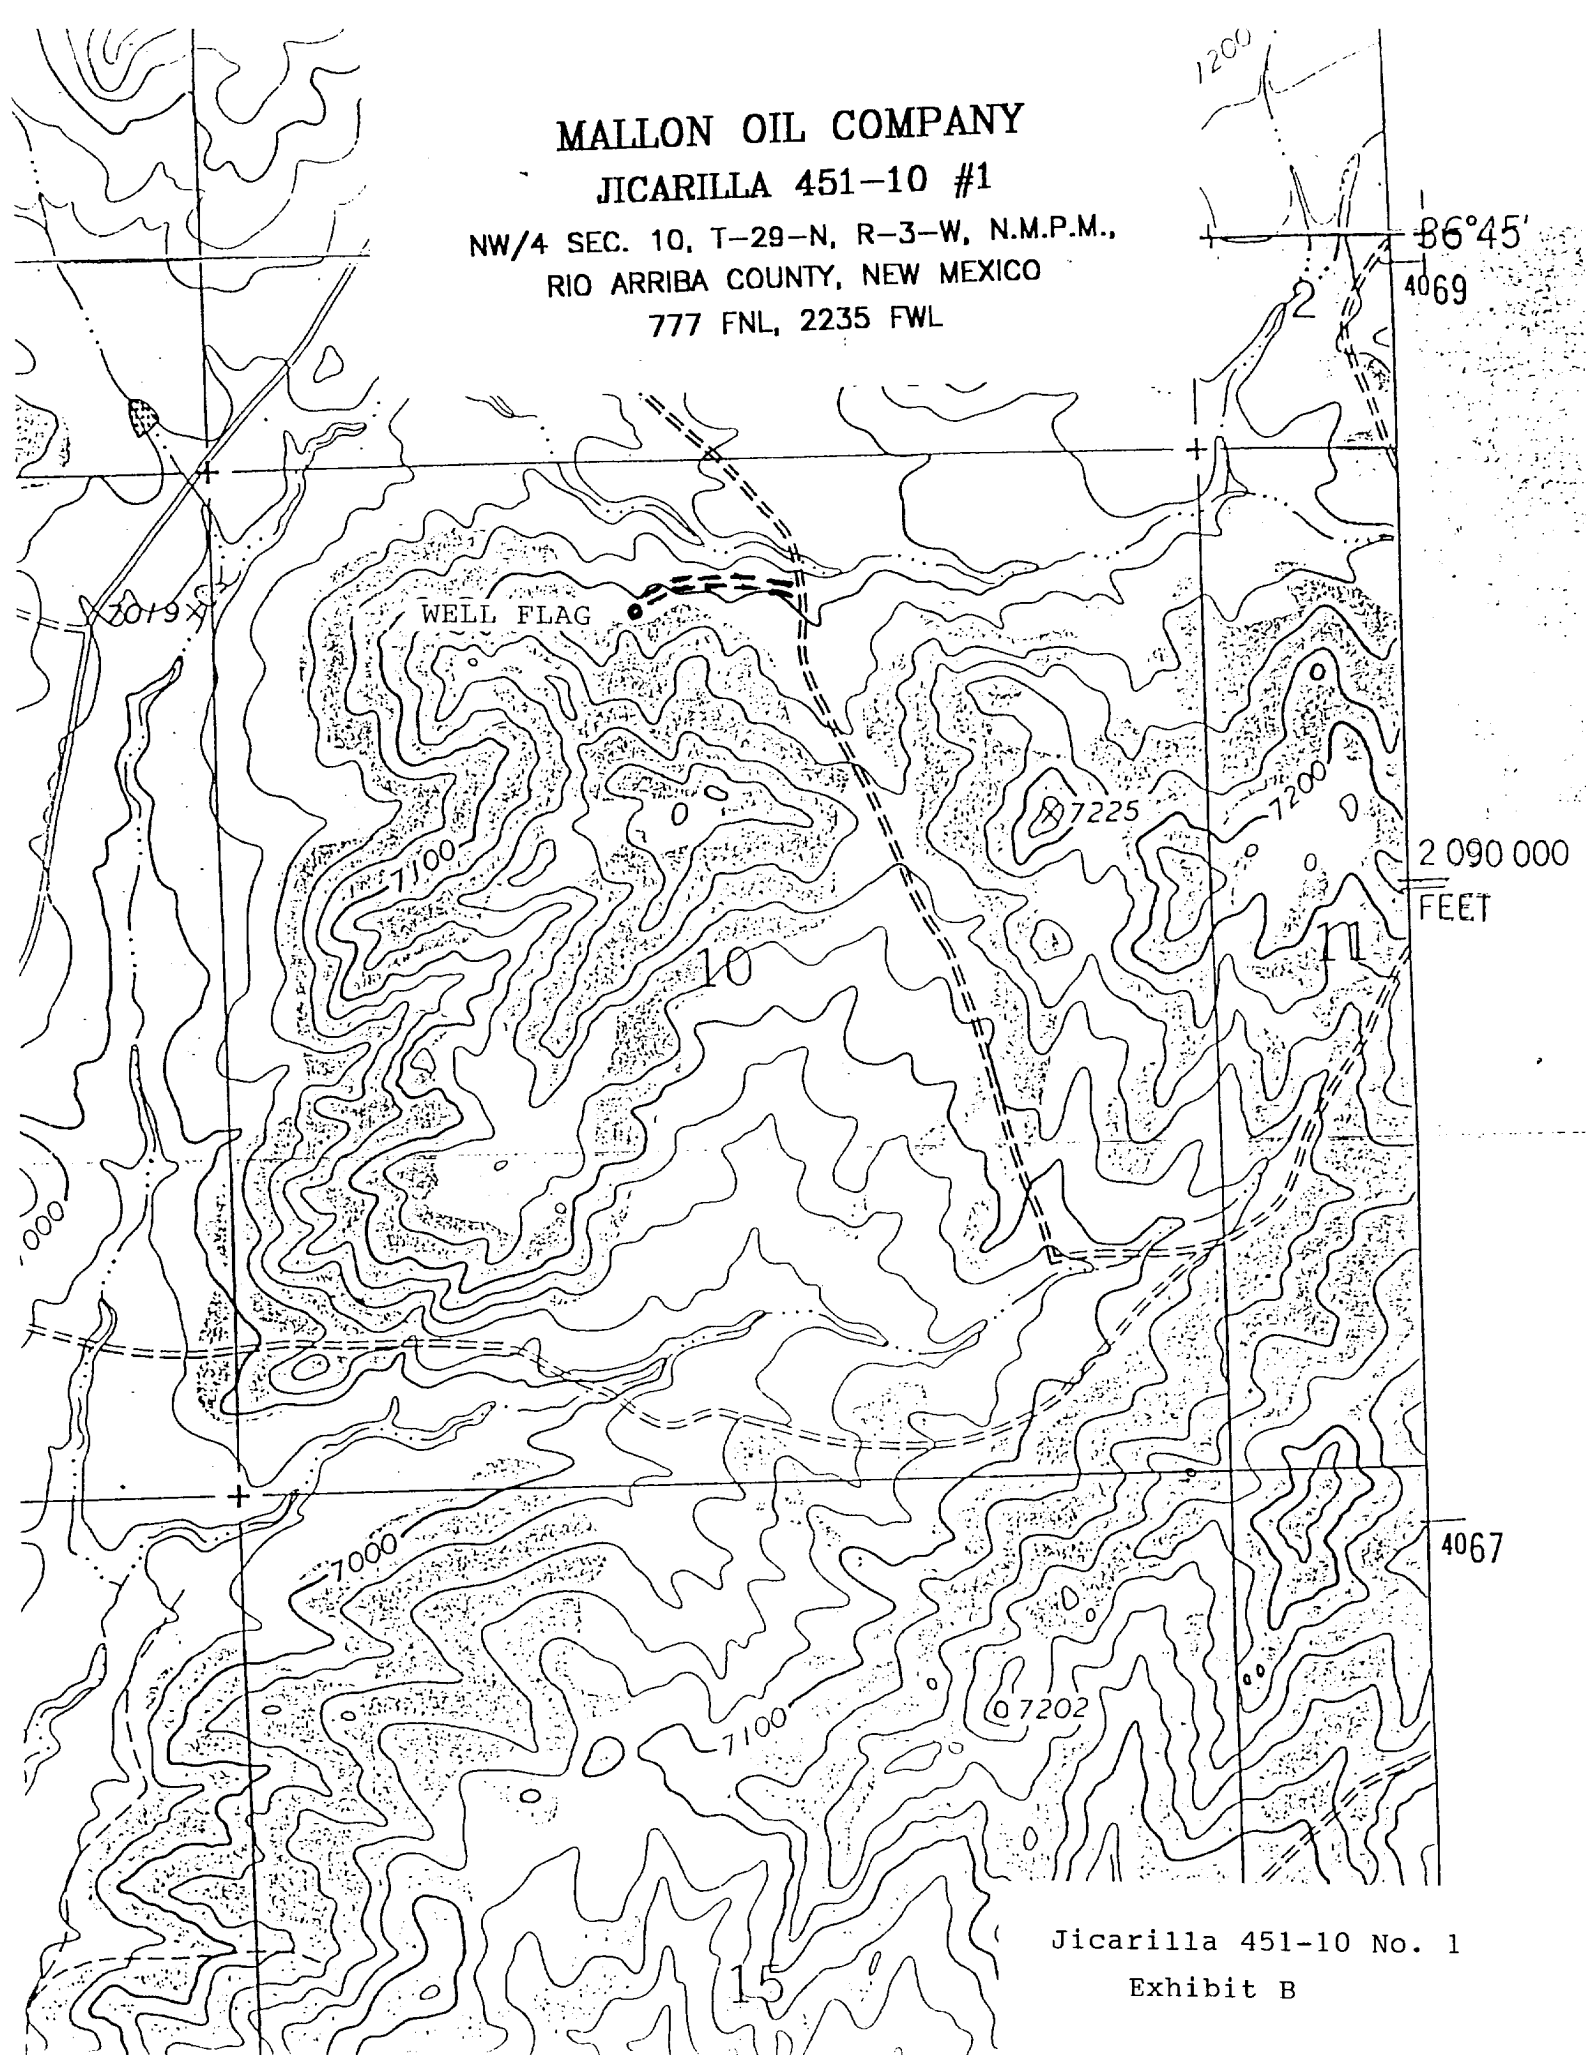 1200
MALLON OIL COMPANY
JICARILLA 451-10 #1
NW/4 SEC. 10, T-29-N, R-3-W, N.M.P.M.,
RIO ARRIBA COUNTY, NEW MEXICO
777 FNL, 2235 FWL
36°45'
4069
2
7019
WELL FLAG
7225
7200
7100
2 090 000
FEET
10
11
000
7000
4067
7202
7100
15
Jicarilla 451-10 No. 1
Exhibit B